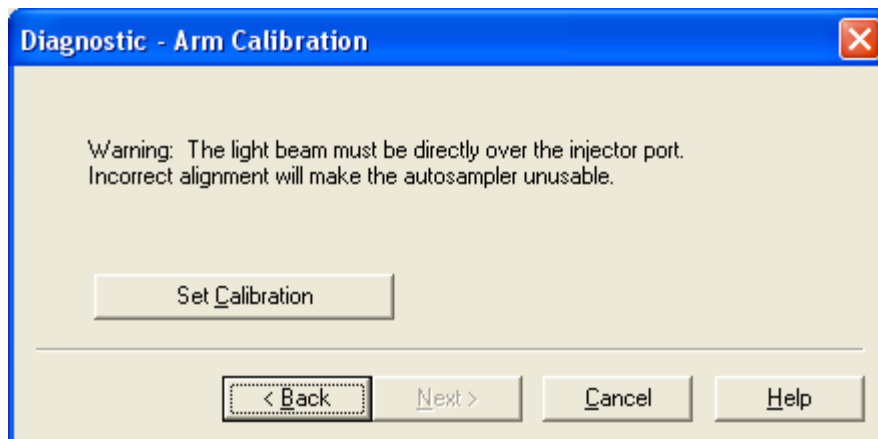 Diagnostic - Arm Calibration
Warning:  The light beam must be directly over the injector port.
Incorrect alignment will make the autosampler unusable.
Set Calibration
< Back
Next >
Cancel
Help